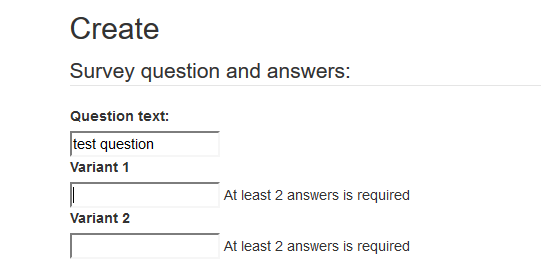 Create
Survey question and answers:
Question text:
test question
Variant 1
At least 2 answers is required
Variant 2
At least 2 answers is required